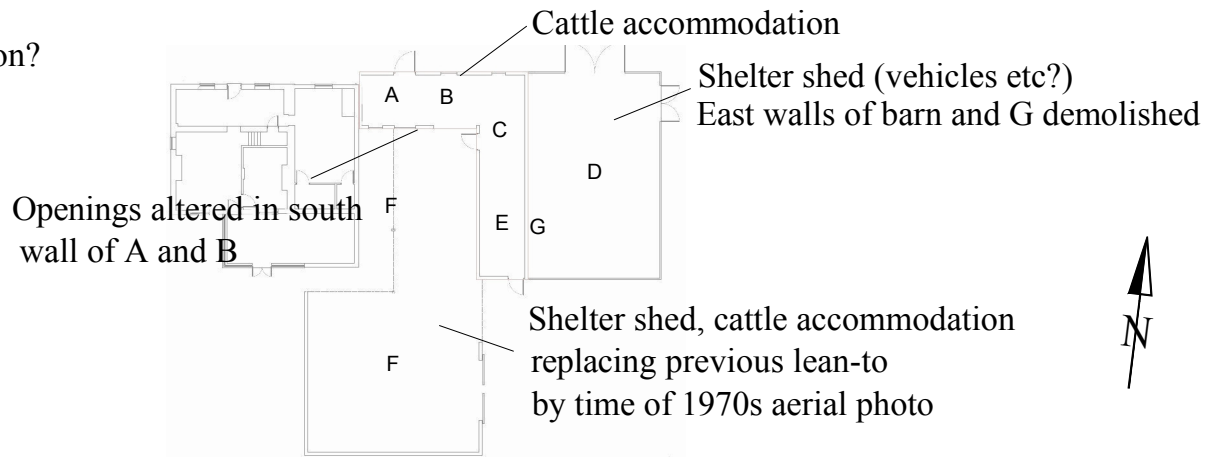 Cattle accommodation
on?
Shelter shed (vehicles etc?)
East walls of barn and G demolished
A
B
C
D
Openings altered in south
wall of A and B
F
E
G
N
Shelter shed, cattle accommodation
replacing previous lean-to
by time of 1970s aerial photo
F